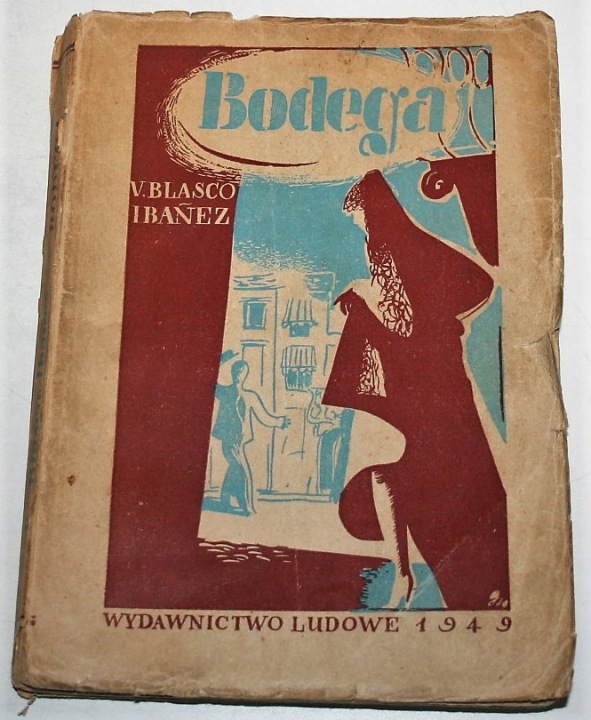 Bodega
V. BLASCO
IBAÑEZ
WYDAWNICTWO LUDOWE 1949